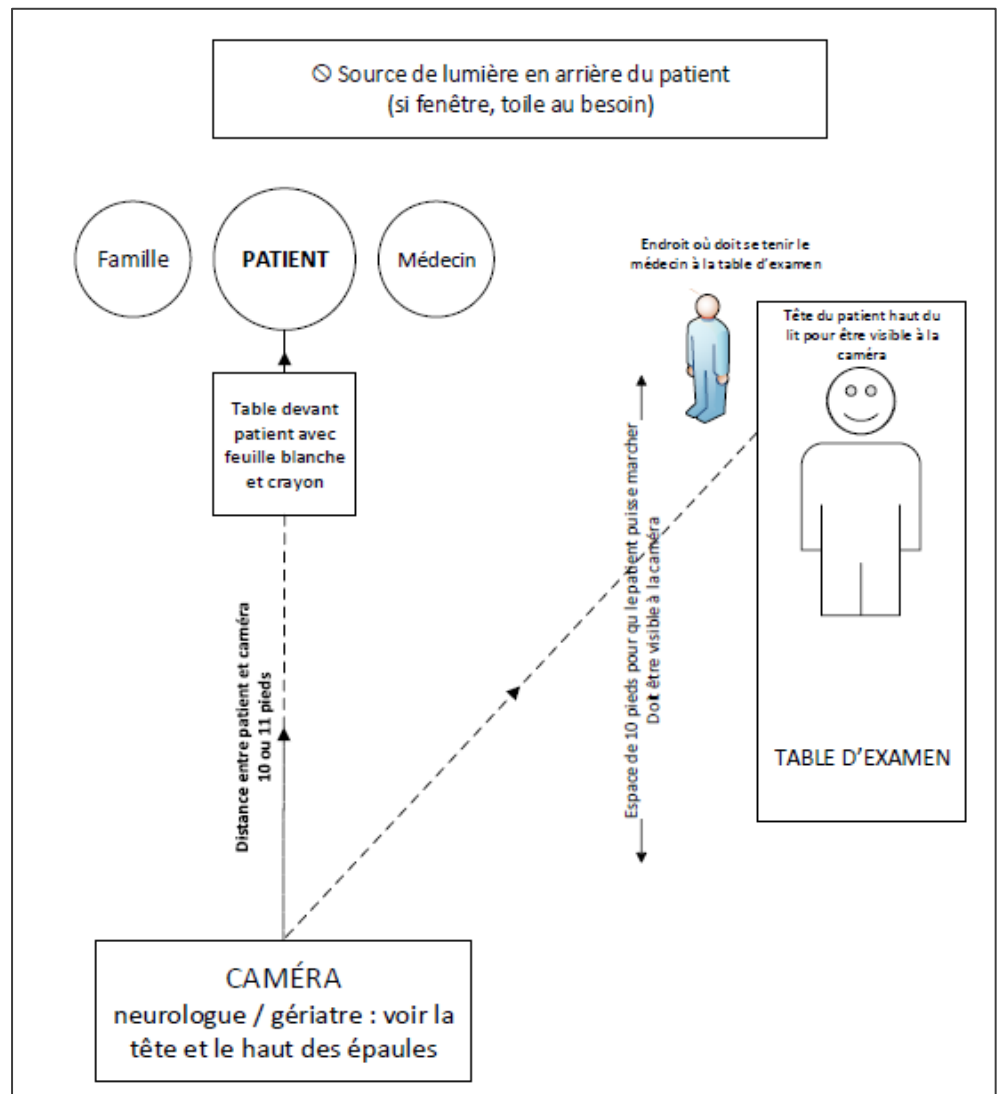 ⃠ Source de lumière en arrière du patient
(si fenêtre, toile au besoin)
Famille
PATIENT
Médecin
Endroit où doit se tenir le
médecin à la table d'examen
Tête du patient haut du
lit pour être visible à la
caméra
Table devant
patient avec
feuille blanche
et crayon
Distance entre patient et caméra
10 ou 11 pieds
Espace de 10 pieds pour qu le patient puisse marcher
Doit être visible à la caméra
TABLE D'EXAMEN
CAMÉRA
neurologue / gériatre : voir la
tête et le haut des épaules